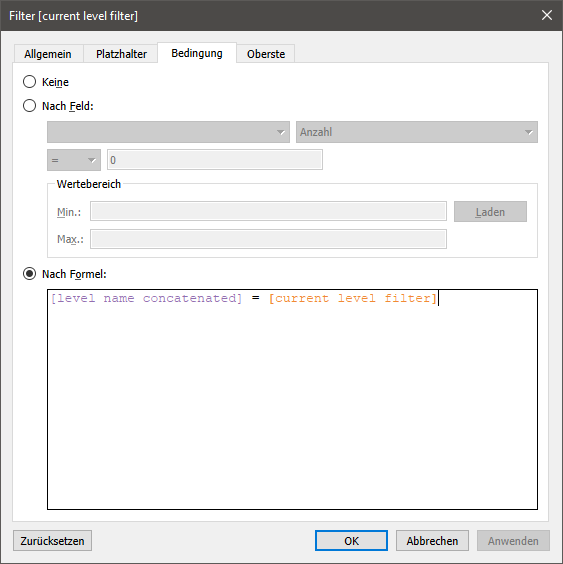 Filter [current level filter]
Allgemein Platzhalter Bedingung Oberste
Keine
Nach Feld:
Anzahl
= 0
Wertebereich
Min.: Laden
Max.:
Nach Formel:
[level name concatenated] = [current level filter]
Zurücksetzen OK Abbrechen Anwenden